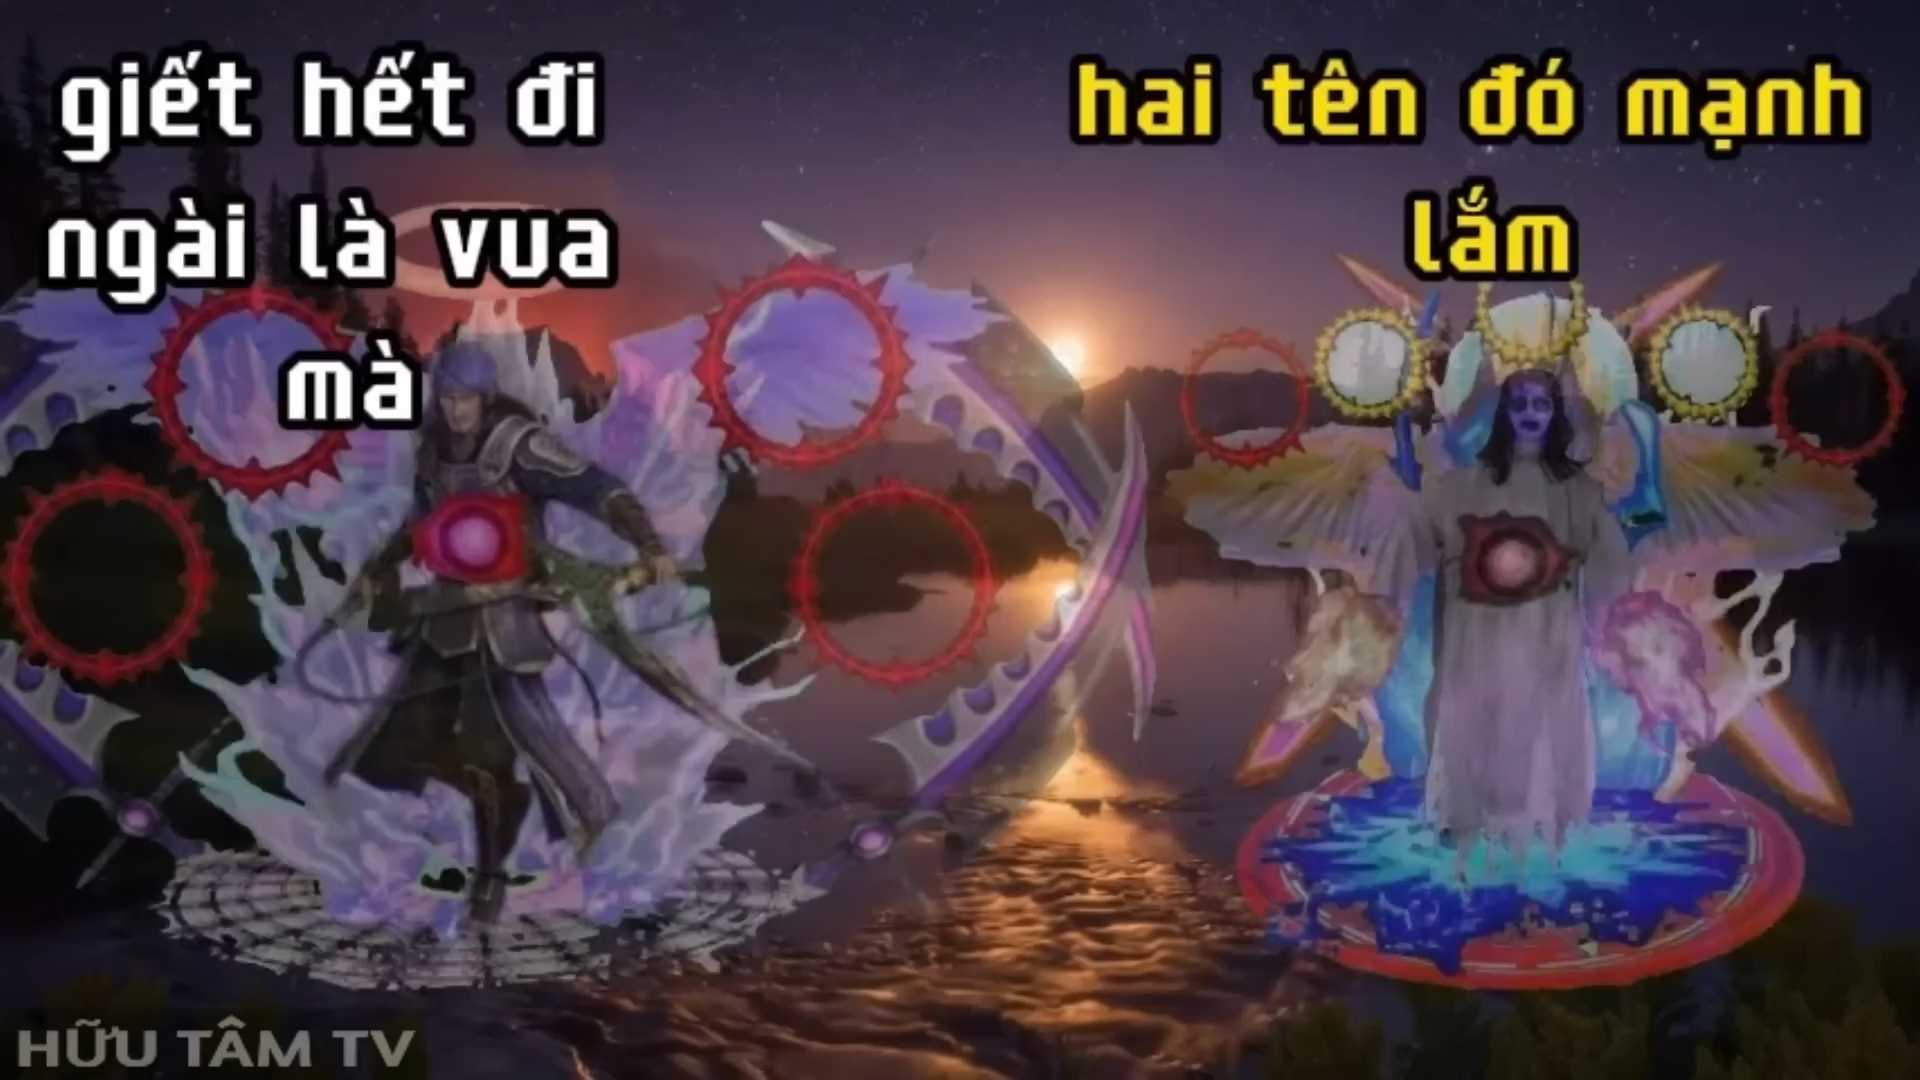 giết hết đi
ngài là vua
mà
hai tên đó mạnh
lắm
HỮU TÂM TV